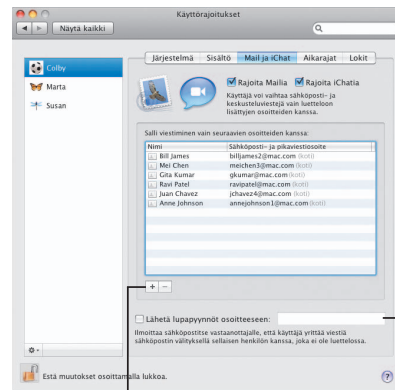 Käyttörajoitukset
Näytä kaikki
Järjestelmä Sisältö Mail ja iChat Aikarajat Lokit
Colby
Marta
Susan
Rajoita Mailia Rajoita iChatia
Käyttäjä voi vaihtaa sähköposti- ja
keskusteluviestejä vain luetteloon
lisättyjen osoitteiden kanssa.
Salli viestiminen vain seuraavien osoitteiden kanssa:
Nimi Sähköposti- ja pikaviestiosoite
Bill James billjames2@mac.com (koti)
Mei Chen meichen3@mac.com (koti)
Gita Kumar gkumar@mac.com (koti)
Ravi Patel ravipatel@mac.com (koti)
Juan Chavez jchavez4@mac.com (koti)
Anne Johnson annejohnson1@mac.com (koti)
+ −
Lähetä lupapyynnöt osoitteeseen:
Ilmoittaa sähköpostitse vastaanottajalle, että käyttäjä yrittää viestiä
sähköpostin välityksellä sellaisen henkilön kanssa, joka ei ole luettelossa.
Estä muutokset osoittamalla lukkoa.
?